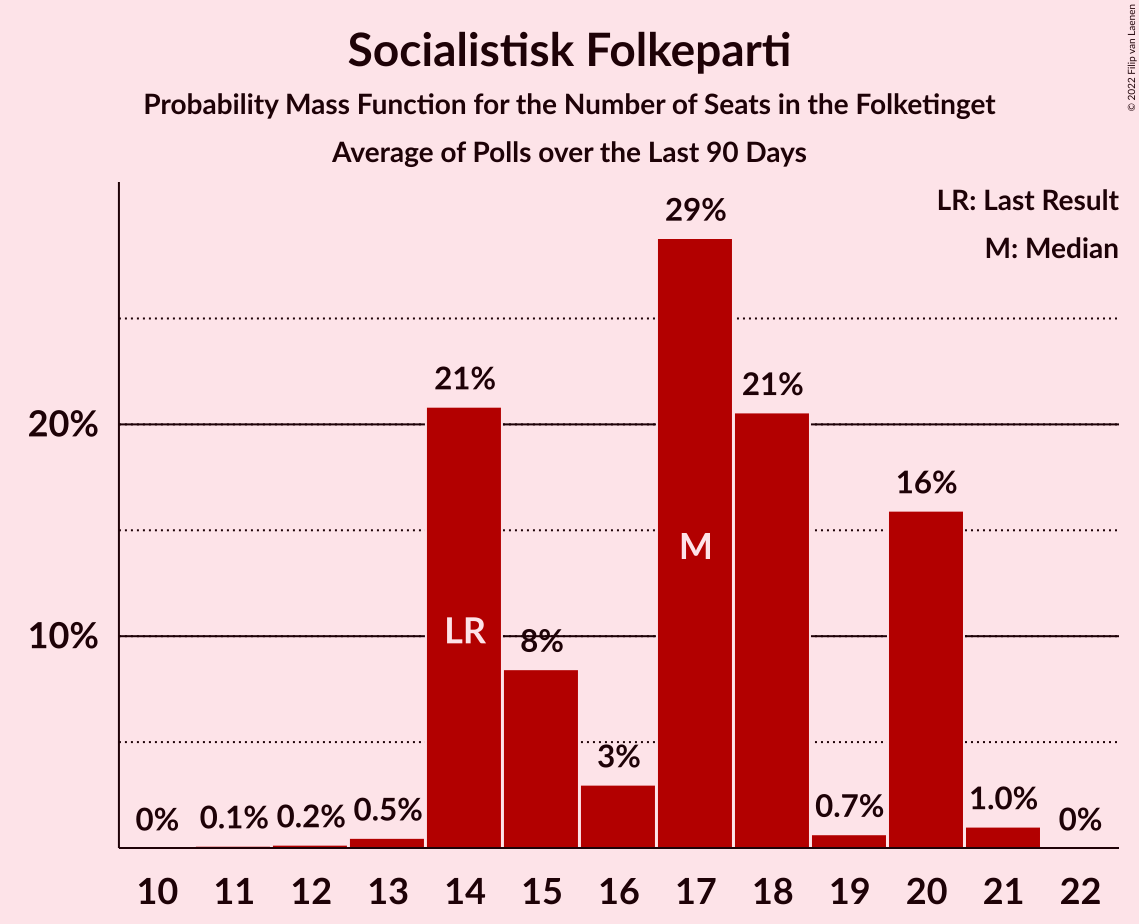 Socialistisk Folkeparti
Probability Mass Function for the Number of Seats in the Folketinget
Average of Polls over the Last 90 Days
© 2022 Filip van Laenen
LR: Last Result
M: Median
29%
21%
21%
20%
16%
M
LR
10%
8%
3%
0%
0.1%
0.2%
0.5%
0.7%
1.0%
0%
10 11 12 13 14 15 16 17 18 19 20 21 22